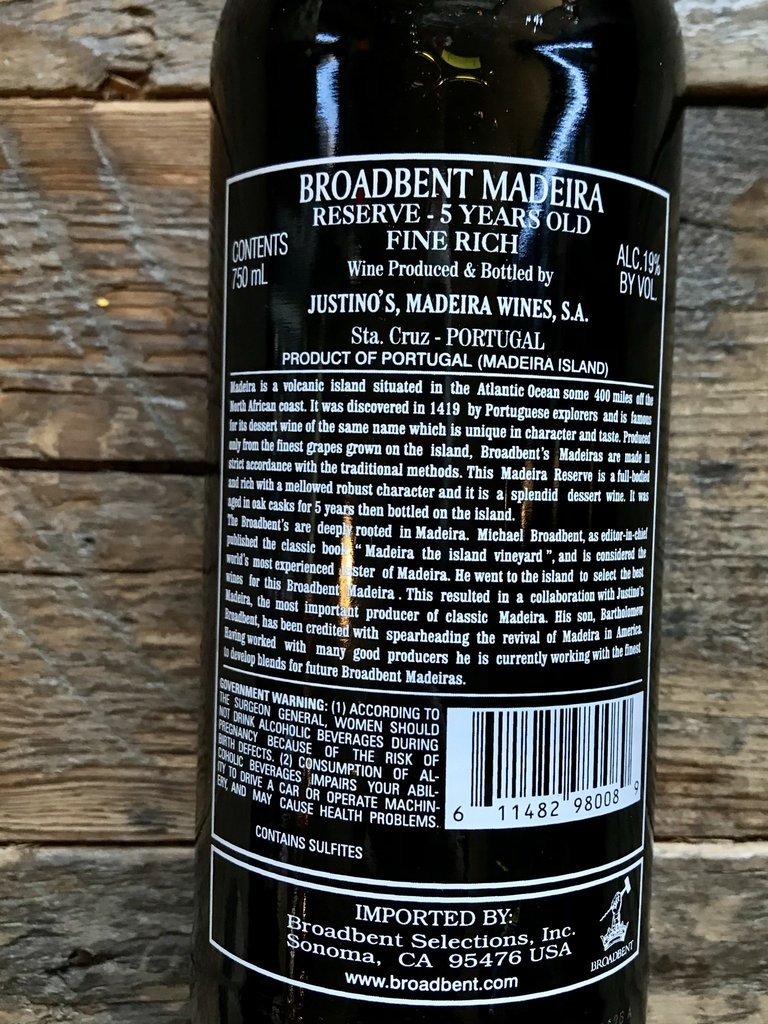 BROADBENT MADEIRA
RESERVE - 5 YEARS OLD
FINE RICH
CONTENTS
750 mL
ALC.19%
BY VOL.
Wine Produced & Bottled by
JUSTINO'S, MADEIRA WINES, S.A.
Sta. Cruz - PORTUGAL
PRODUCT OF PORTUGAL (MADEIRA ISLAND)
Madeira is a volcanic island situated in the Atlantic Ocean some 400 miles off the
North African coast. It was discovered in 1419 by Portuguese explorers and is famous
for its dessert wine of the same name which is unique in character and taste. Produced
only from the finest grapes grown on the island, Broadbent's Madeiras are made in
strict accordance with the traditional methods. This Madeira Reserve is a full-bodied
and rich with a mellowed robust character and it is a splendid dessert wine. It was
aged in oak casks for 5 years then bottled on the island.
The Broadbent's are deeply rooted in Madeira. Michael Broadbent, as editor-in-chief
published the classic book " Madeira the island vineyard ", and is considered the
world's most experienced ster of Madeira. He went to the island to select the best
wines for this Broadbent Madeira . This resulted in a collaboration with Justino's
Madeira, the most important producer of classic Madeira. His son, Bartholomew
Broadbent, has been credited with spearheading the revival of Madeira in America.
Having worked with many good producers he is currently working with the finest
to develop blends for future Broadbent Madeiras.
GOVERNMENT WARNING: (1) ACCORDING TO
THE SURGEON GENERAL, WOMEN SHOULD
NOT DRINK ALCOHOLIC BEVERAGES DURING
PREGNANCY BECAUSE OF THE RISK OF
BIRTH DEFECTS. (2) CONSUMPTION OF AL-
COHOLIC BEVERAGES IMPAIRS YOUR ABIL-
ITY TO DRIVE A CAR OR OPERATE MACHIN-
ERY, AND MAY CAUSE HEALTH PROBLEMS.
6 11482 98008 9
CONTAINS SULFITES
IMPORTED BY:
Broadbent Selections, Inc.
Sonoma, CA 95476 USA
www.broadbent.com
BROADBENT